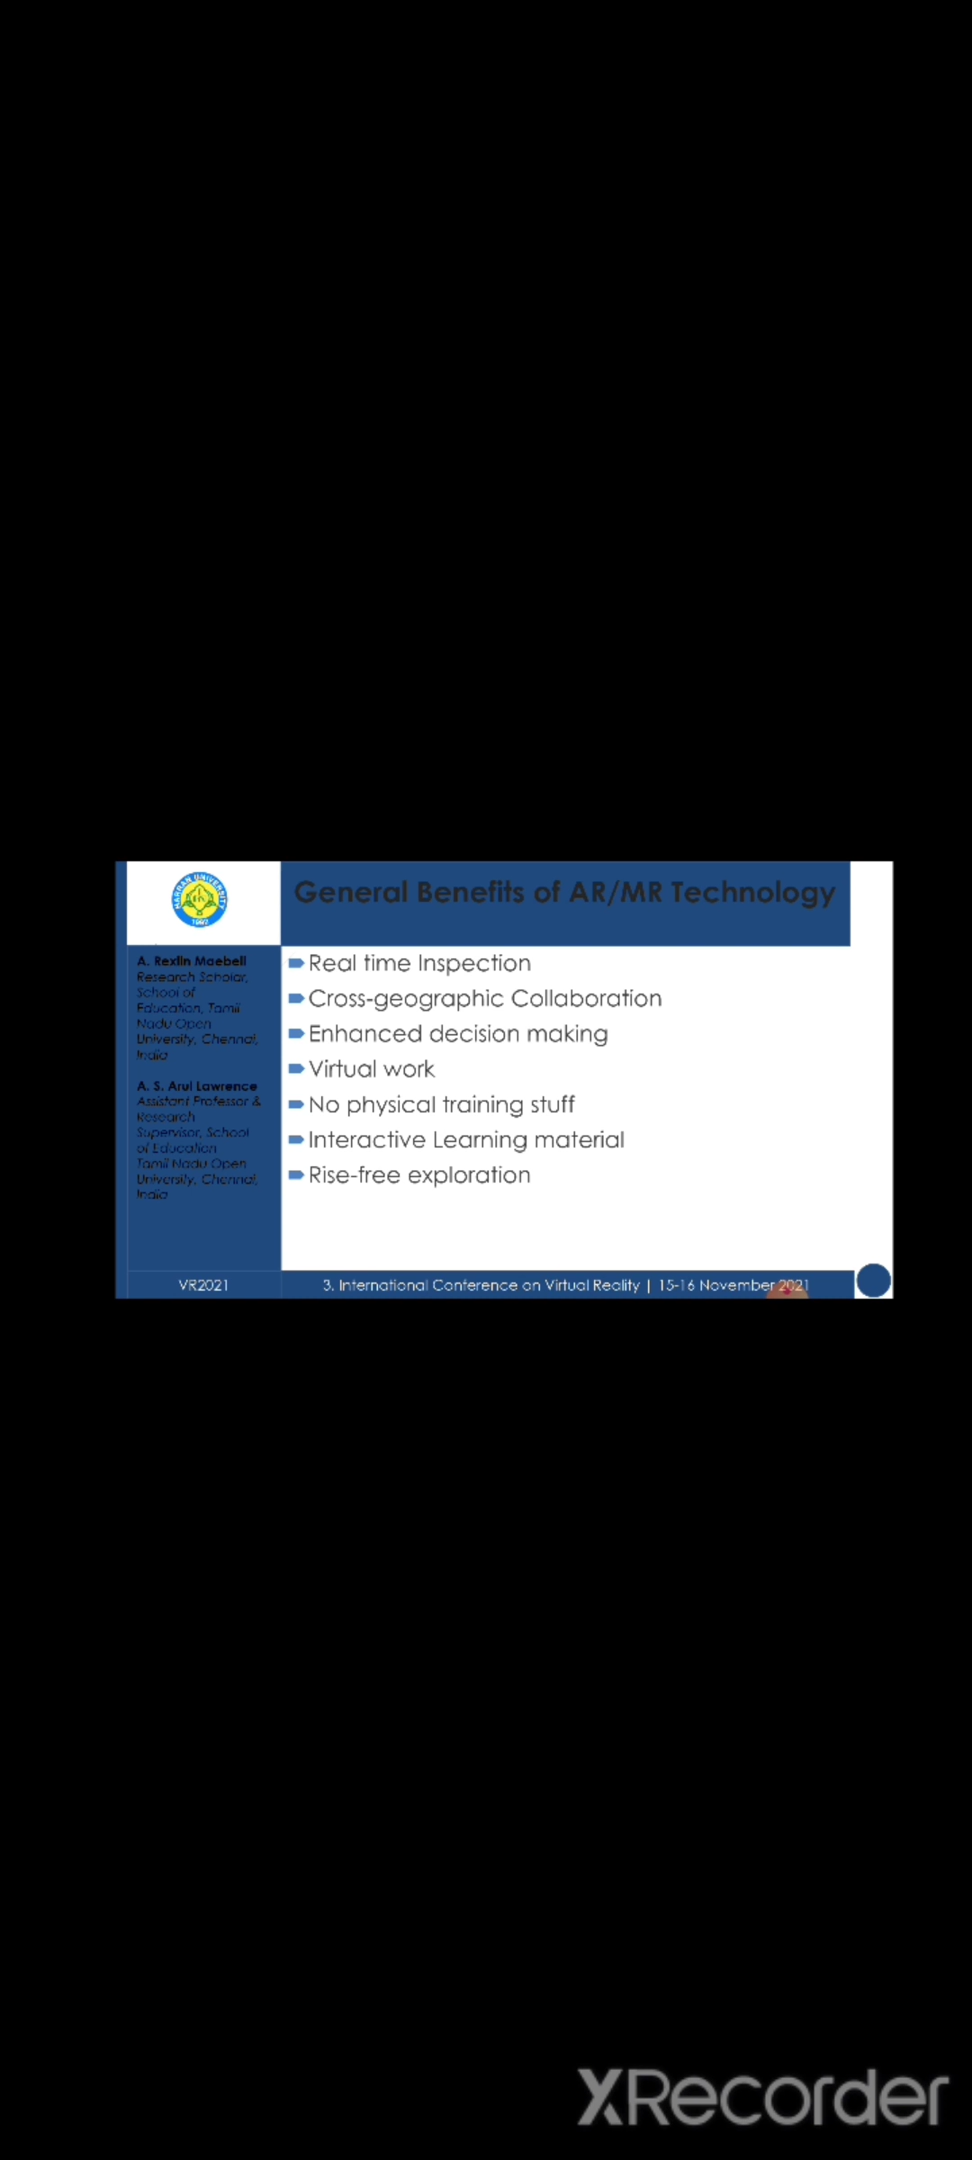 HARRAN UNIVERSITY
1992
General Benefits of AR/MR Technology
A. Rexlin Maebell
Research Scholar,
School of
Education, Tamil
Nadu Open
University, Chennai,
India
A. S. Arul Lawrence
Assistant Professor &
Research
Supervisor, School
of Education
Tamil Nadu Open
University, Chennai,
India
Real time Inspection
Cross-geographic Collaboration
Enhanced decision making
Virtual work
No physical training stuff
Interactive Learning material
Rise-free exploration
VR2021
3. International Conference on Virtual Reality | 15-16 November 2021
XRecorder